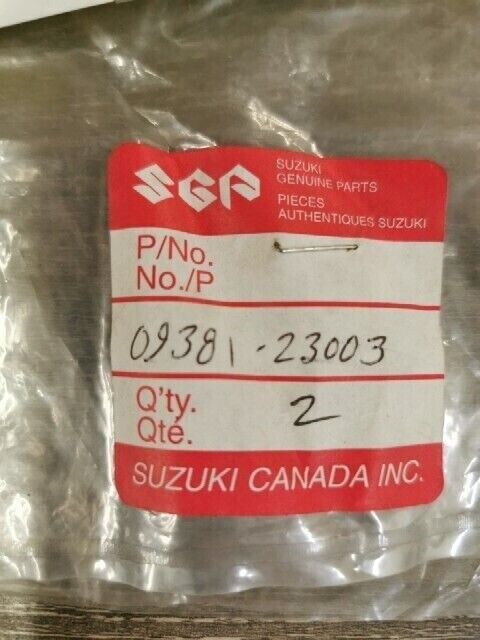 SGP
SUZUKI
GENUINE PARTS
PIECES
AUTHENTIQUES SUZUKI
P/No.
No./P
09381-23003
Q'ty. 2
Qté.
SUZUKI CANADA INC.